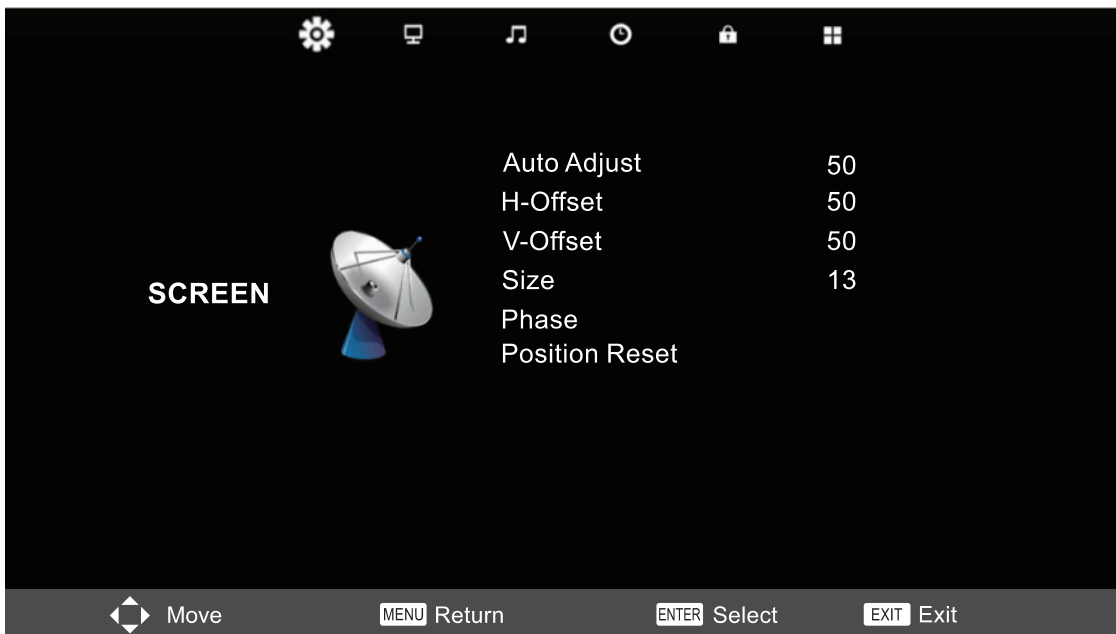 Auto Adjust 50
H-Offset 50
V-Offset 50
SCREEN
Size 13
Phase
Position Reset
Move MENU Return ENTER Select EXIT Exit